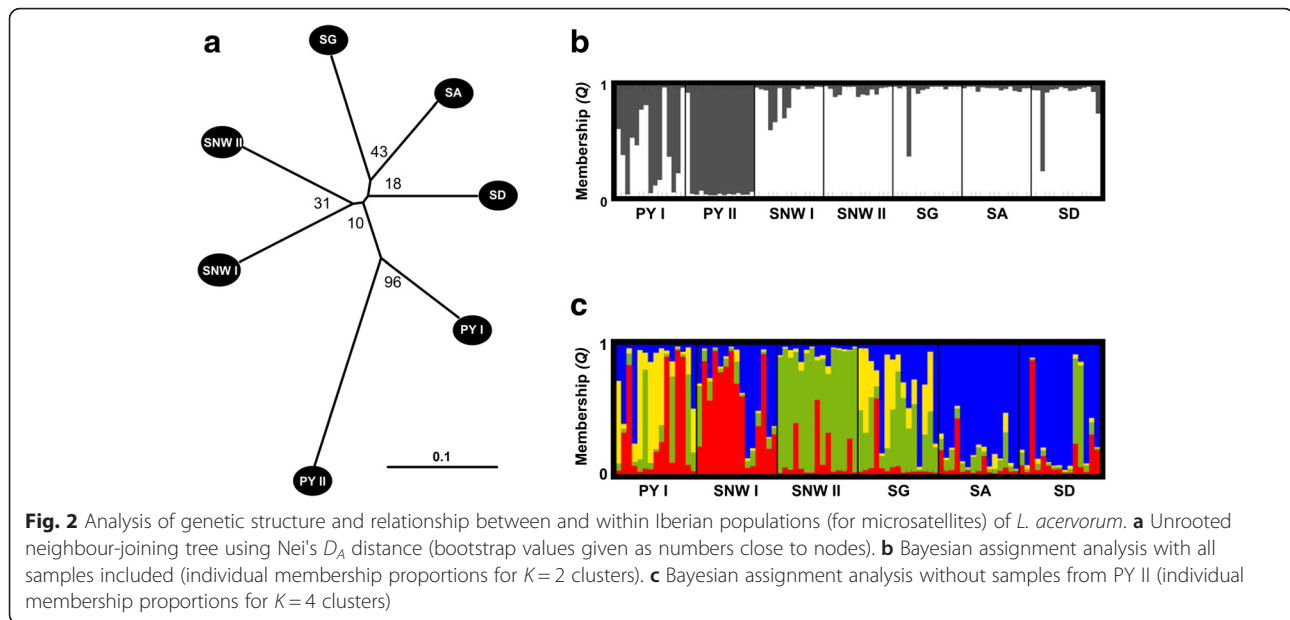 a
SG
SA
SNW II
43
18
SD
31
10
SNW I
96
PY I
0.1
PY II
b
Membership (Q)
1
0
PY I PY II SNW I SNW II SG SA SD
c
Membership (Q)
1
0
PY I SNW I SNW II SG SA SD
Fig. 2 Analysis of genetic structure and relationship between and within Iberian populations (for microsatellites) of L. acervorum. a Unrooted
neighbour-joining tree using Nei's D_A distance (bootstrap values given as numbers close to nodes). b Bayesian assignment analysis with all
samples included (individual membership proportions for K = 2 clusters). c Bayesian assignment analysis without samples from PY II (individual
membership proportions for K = 4 clusters)